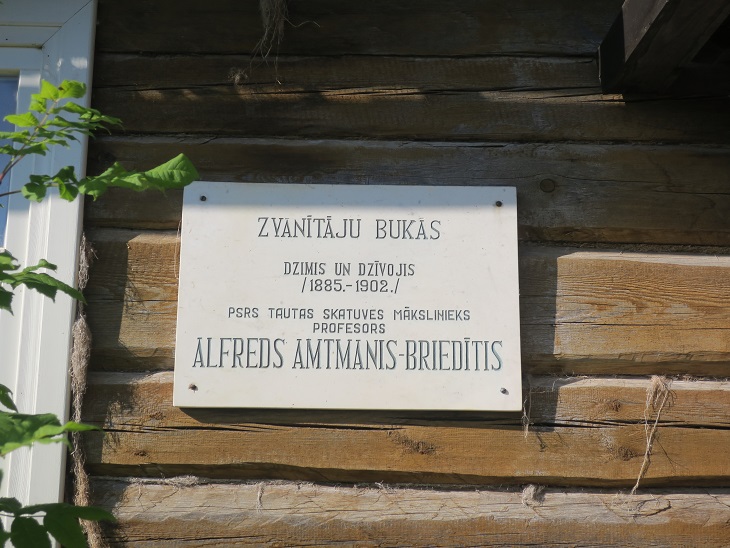 ZVANĪTĀJU BUKĀS
DZIMIS UN DZĪVOJIS
/1885.-1902./
PSRS TAUTAS SKATUVES MĀKSLINIEKS
PROFESORS
ALFREDS AMTMANIS-BRIEDĪTIS